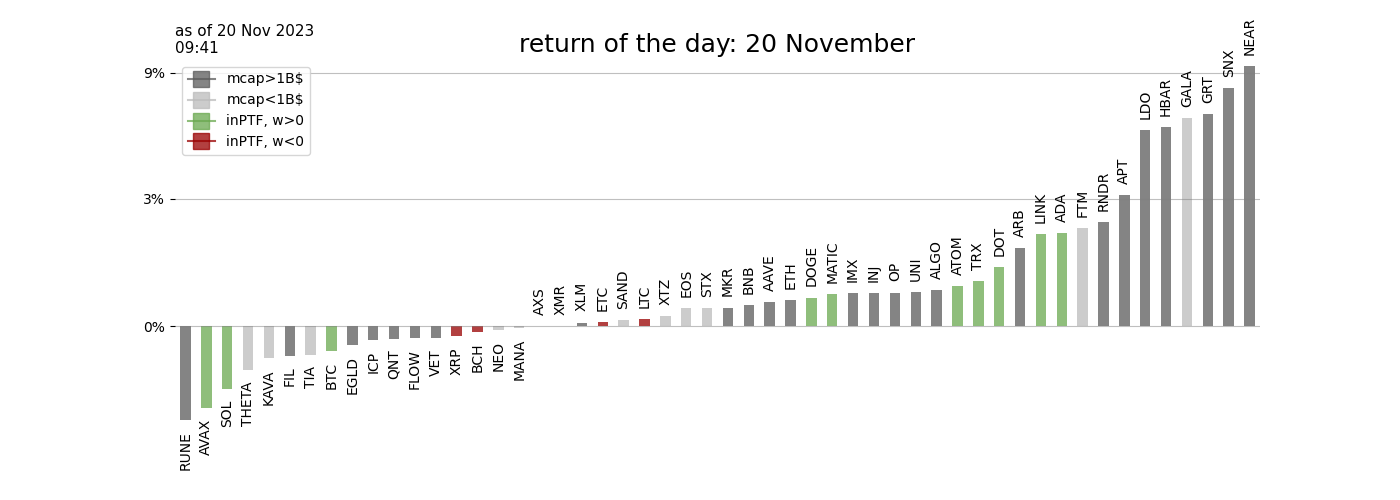 as of 20 Nov 2023
09:41
return of the day: 20 November
mcap>1B$
mcap<1B$
inPTF, w>0
inPTF, w<0
9%
3%
0%
RUNE
AVAX
SOL
THETA
KAVA
FIL
TIA
BTC
EGLD
ICP
QNT
FLOW
VET
XRP
BCH
NEO
MANA
AXS
XMR
XLM
ETC
SAND
LTC
XTZ
EOS
STX
MKR
BNB
AAVE
ETH
DOGE
MATIC
IMX
INJ
OP
UNI
ALGO
ATOM
TRX
DOT
ARB
LINK
ADA
FTM
RNDR
APT
LDO
HBAR
GALA
GRT
SNX
NEAR